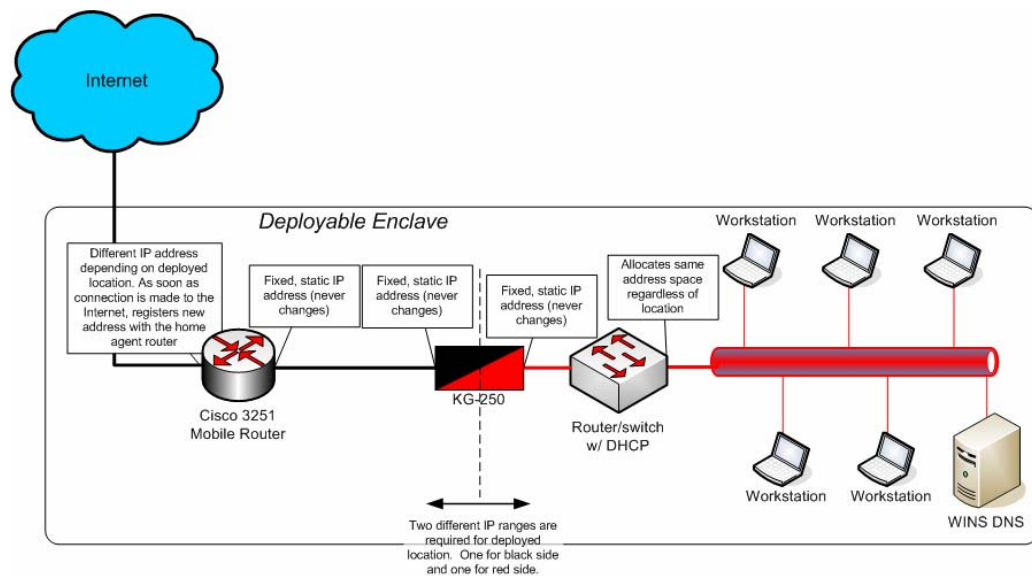 Internet
Deployable Enclave
Different IP address
depending on deployed
location. As soon as
connection is made to the
Internet, registers new
address with the home
agent router
Fixed, static IP
address (never
changes)
Fixed, static IP
address (never
changes)
Fixed, static IP
address (never
changes)
Allocates same
address space
regardless of
location
Workstation
Workstation
Workstation
Cisco 3251
Mobile Router
KG-250
Router/switch
w/ DHCP
Workstation
Workstation
WINS DNS
Two different IP ranges are
required for deployed
location. One for black side
and one for red side.